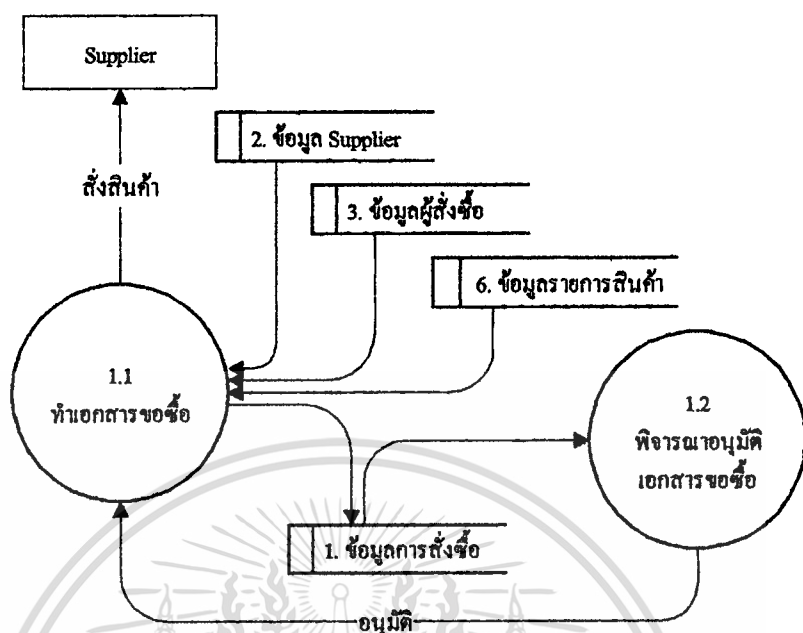 Supplier
2. ข้อมูล Supplier
สั่งสินค้า
3. ข้อมูลผู้สั่งซื้อ
6. ข้อมูลรายการสินค้า
1.1
ทำเอกสารขอซื้อ
1.2
พิจารณาอนุมัติ
เอกสารขอซื้อ
1. ข้อมูลการสั่งซื้อ
อนุมัติ